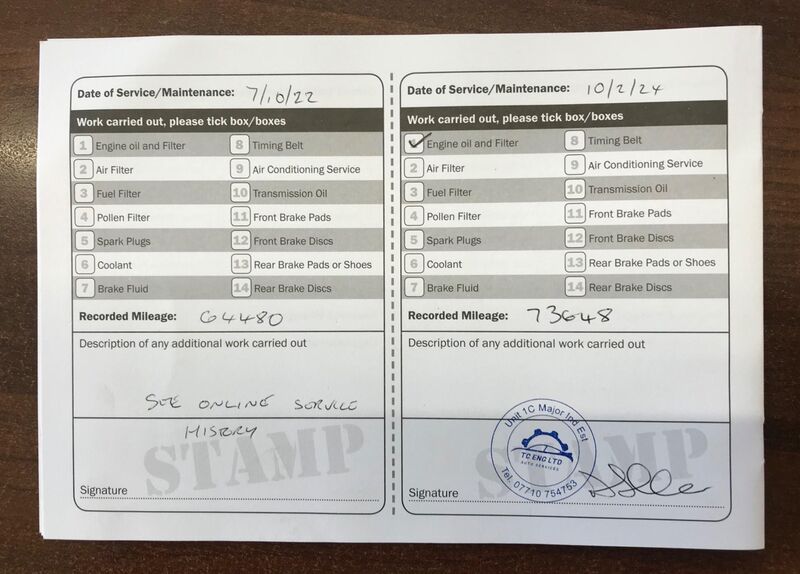 Date of Service/Maintenance: 7/10/22
Work carried out, please tick box/boxes
1 Engine oil and Filter 8 Timing Belt
2 Air Filter 9 Air Conditioning Service
3 Fuel Filter 10 Transmission Oil
4 Pollen Filter 11 Front Brake Pads
5 Spark Plugs 12 Front Brake Discs
6 Coolant 13 Rear Brake Pads or Shoes
7 Brake Fluid 14 Rear Brake Discs
Recorded Mileage: 64480
Description of any additional work carried out
SEE ONLINE SERVICE
HISTORY
STAMP
Signature
Date of Service/Maintenance: 10/2/24
Work carried out, please tick box/boxes
Engine oil and Filter 8 Timing Belt
2 Air Filter 9 Air Conditioning Service
3 Fuel Filter 10 Transmission Oil
4 Pollen Filter 11 Front Brake Pads
5 Spark Plugs 12 Front Brake Discs
6 Coolant 13 Rear Brake Pads or Shoes
7 Brake Fluid 14 Rear Brake Discs
Recorded Mileage: 73648
Description of any additional work carried out
STAMP
Unit 1C Major Ind Est
TC ENG LTD
AUTO SERVICES
Tel. 07710 754753
Signature